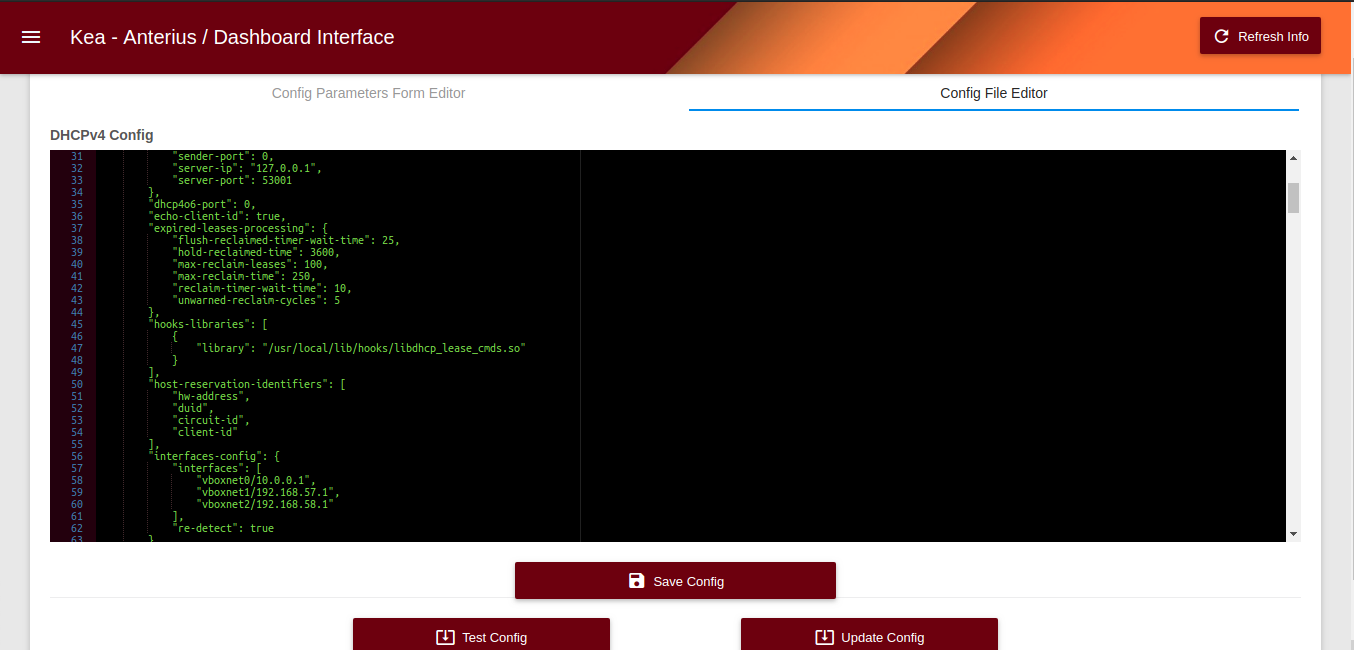 Kea - Anterius / Dashboard Interface
Refresh Info
Config Parameters Form Editor
Config File Editor
DHCPv4 Config
31 "sender-port": 0,
32 "server-ip": "127.0.0.1",
33 "server-port": 53001
34 },
35 "dhcp4o6-port": 0,
36 "echo-client-id": true,
37 "expired-leases-processing": {
38 "flush-reclaimed-timer-wait-time": 25,
39 "hold-reclaimed-time": 3600,
40 "max-reclaim-leases": 100,
41 "max-reclaim-time": 250,
42 "reclaim-timer-wait-time": 10,
43 "unwarned-reclaim-cycles": 5
44 },
45 "hooks-libraries": [
46 {
47 "library": "/usr/local/lib/hooks/libdhcp_lease_cmds.so"
48 }
49 ],
50 "host-reservation-identifiers": [
51 "hw-address",
52 "duid",
53 "circuit-id",
54 "client-id"
55 ],
56 "interfaces-config": {
57 "interfaces": [
58 "vboxnet0/10.0.0.1",
59 "vboxnet1/192.168.57.1",
60 "vboxnet2/192.168.58.1"
61 ],
62 "re-detect": true
63 }
Save Config
Test Config
Update Config